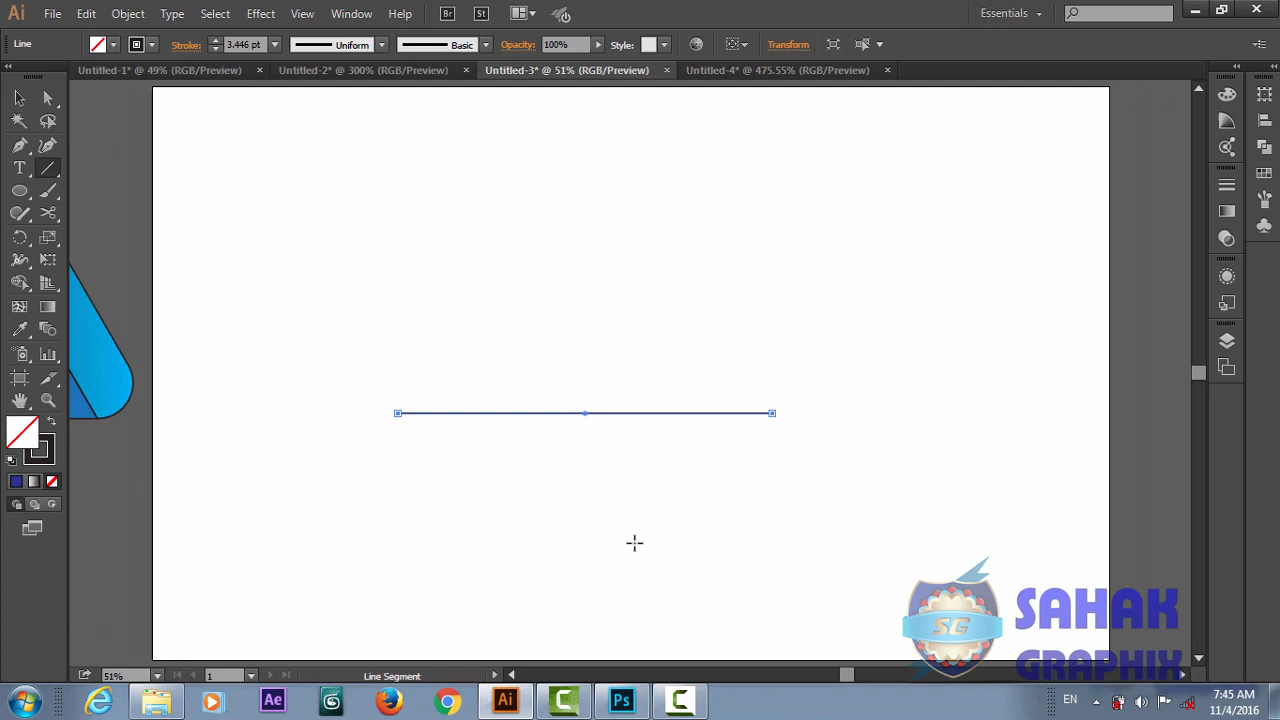 Ai File Edit Object Type Select Effect View Window Help Br St Essentials
Line Stroke: 3.446 pt Uniform Basic Opacity: 100% Style: Transform
Untitled-1* @ 49% (RGB/Preview) × Untitled-2* @ 300% (RGB/Preview) × Untitled-3* @ 51% (RGB/Preview) × Untitled-4* @ 475.55% (RGB/Preview) ×
T
SG
SAHAK
GRAPHIX
51% 1 Line Segment
Ae Ai C Ps C EN 7:45 AM
11/4/2016